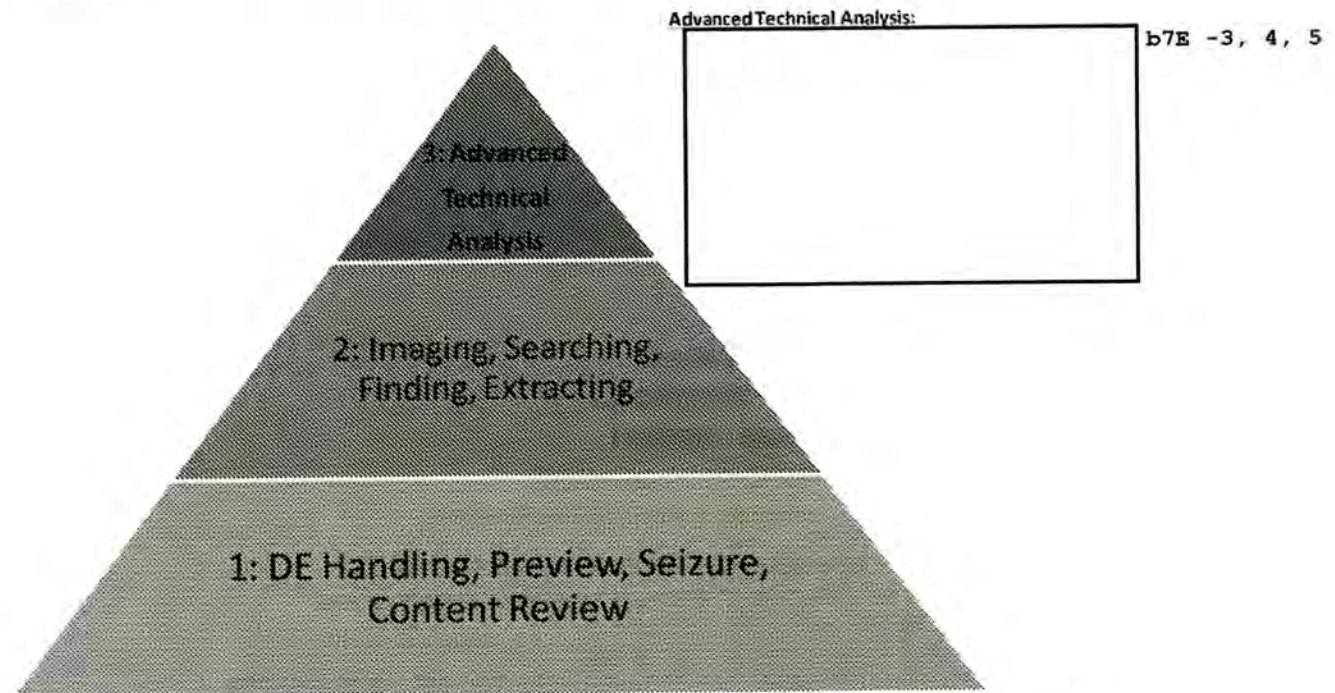 Advanced Technical Analysis:
b7E -3, 4, 5
3: Advanced
Technical
Analysis
2: Imaging, Searching,
Finding, Extracting
1: DE Handling, Preview, Seizure,
Content Review